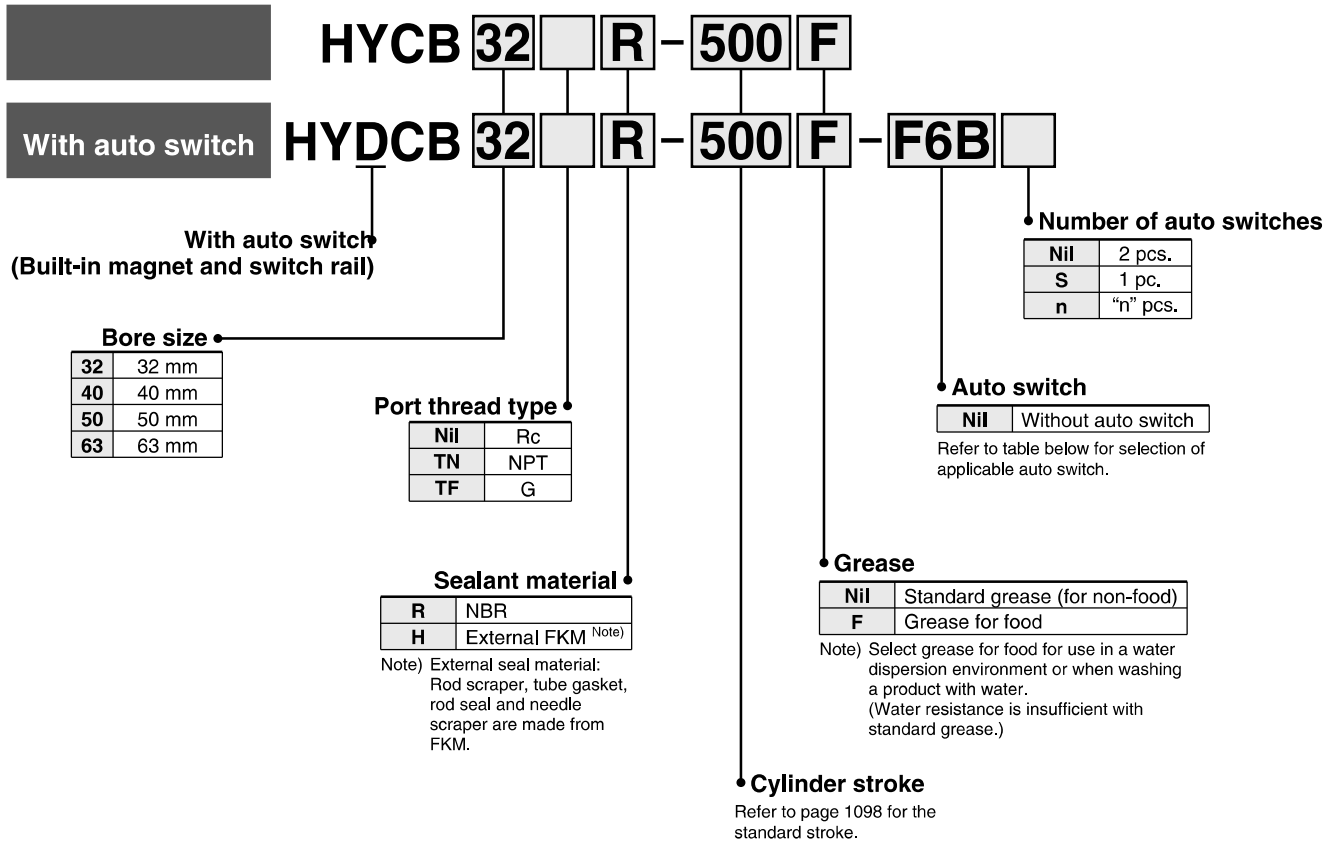 HYCB 32 R - 500 F
With auto switch HYDCB 32 R - 500 F - F6B
With auto switch
(Built-in magnet and switch rail)
Number of auto switches
Nil 2 pcs.
S 1 pc.
n "n" pcs.
Bore size
32 32 mm
40 40 mm
50 50 mm
63 63 mm
Port thread type
Nil Rc
TN NPT
TF G
Auto switch
Nil Without auto switch
Refer to table below for selection of
applicable auto switch.
Sealant material
R NBR
H External FKM Note)
Note) External seal material:
Rod scraper, tube gasket,
rod seal and needle
scraper are made from
FKM.
Grease
Nil Standard grease (for non-food)
F Grease for food
Note) Select grease for food for use in a water
dispersion environment or when washing
a product with water.
(Water resistance is insufficient with
standard grease.)
Cylinder stroke
Refer to page 1098 for the
standard stroke.